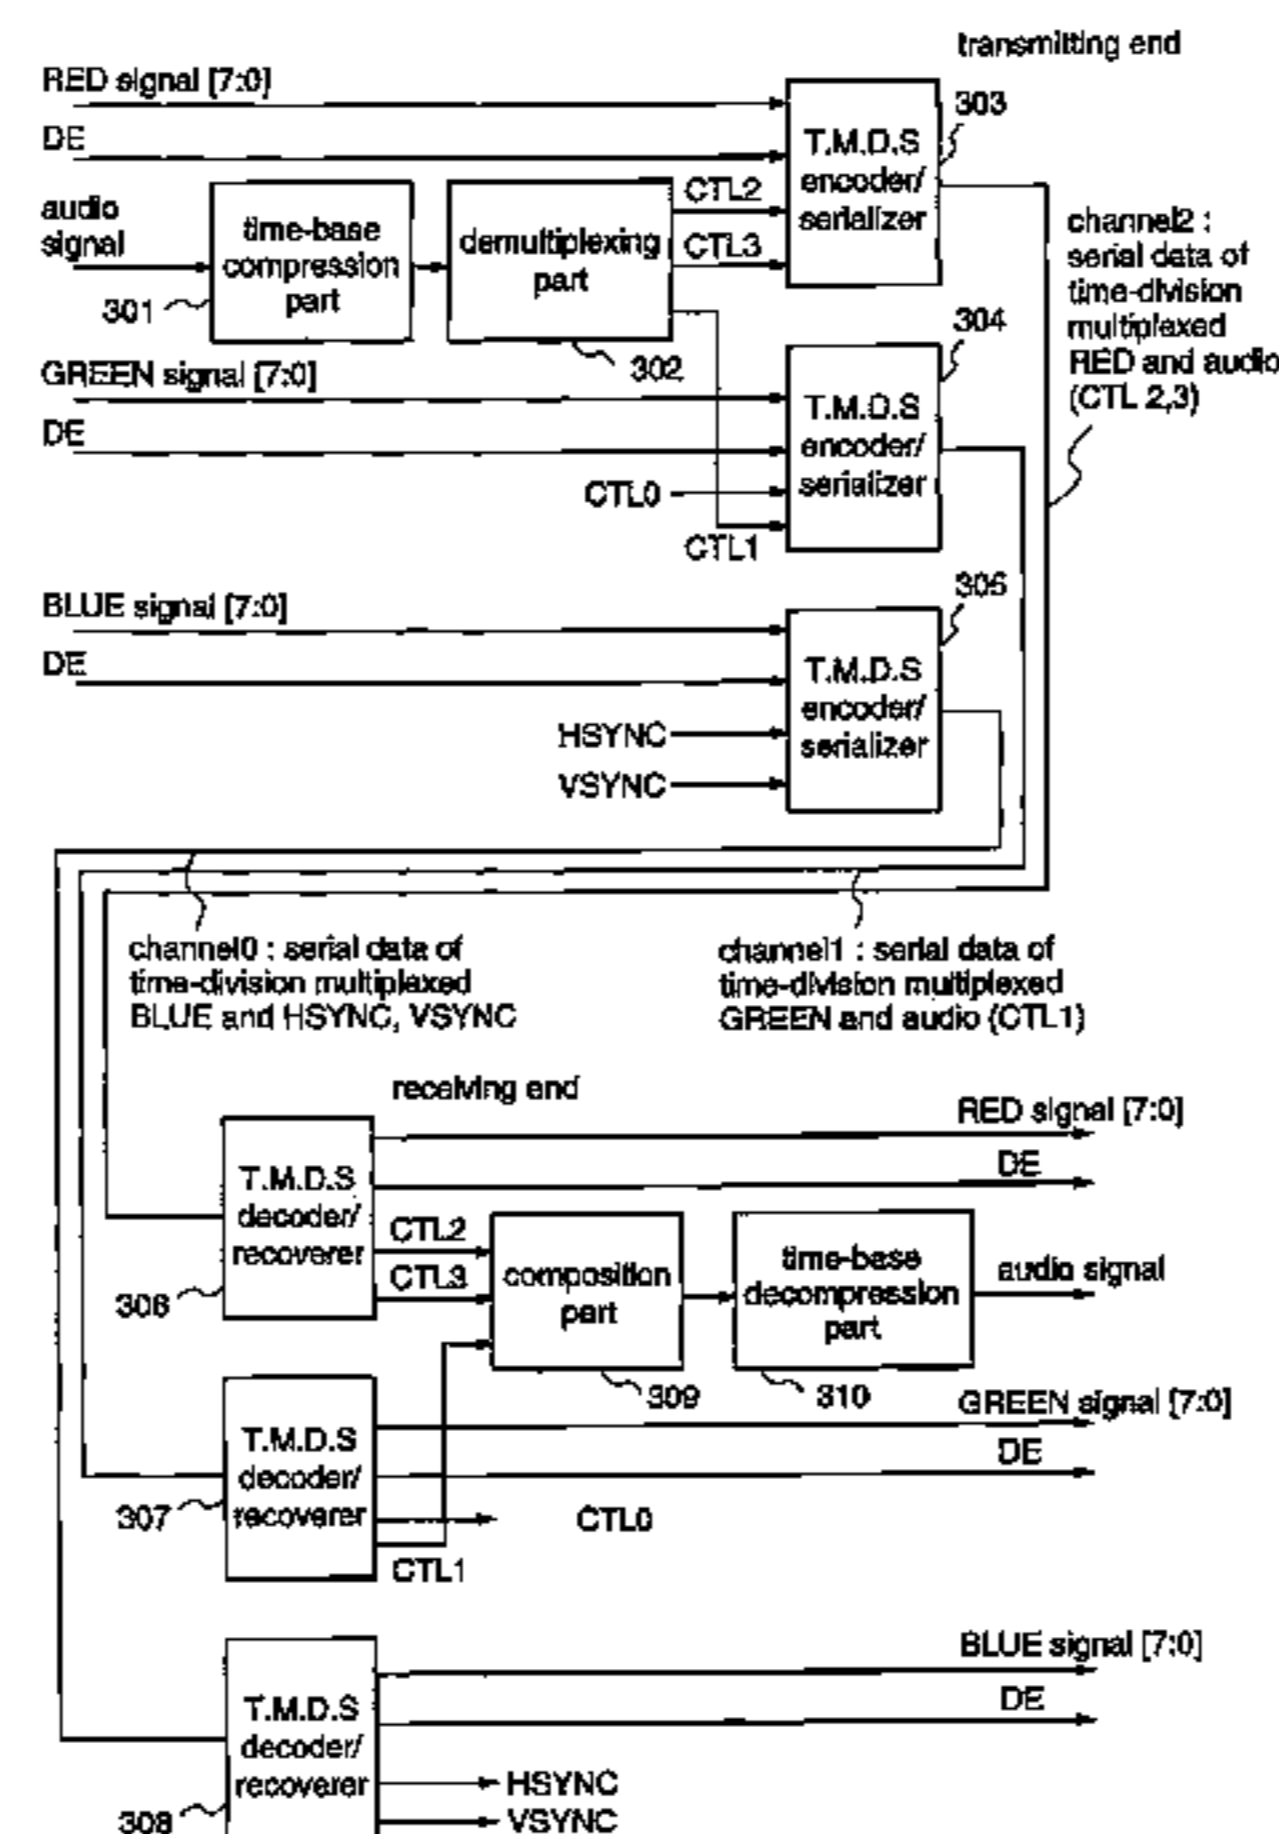 transmitting end
RED signal [7:0]
303
DE
T.M.D.S
encoder/
serializer
audio
signal
time-base
compression
part
301
demultiplexing
part
302
CTL2
CTL3
channel2 :
serial data of
time-division
multiplexed
RED and audio
(CTL 2,3)
304
GREEN signal [7:0]
DE
T.M.D.S
encoder/
serializer
CTL0
CTL1
305
BLUE signal [7:0]
DE
T.M.D.S
encoder/
serializer
HSYNC
VSYNC
channel0 : serial data of
time-division multiplexed
BLUE and HSYNC, VSYNC
channel1 : serial data of
time-division multiplexed
GREEN and audio (CTL1)
receiving end
RED signal [7:0]
DE
T.M.D.S
decoder/
recoverer
306
CTL2
CTL3
composition
part
309
time-base
decompression
part
310
audio signal
GREEN signal [7:0]
DE
T.M.D.S
decoder/
recoverer
307
CTL0
CTL1
BLUE signal [7:0]
DE
T.M.D.S
decoder/
recoverer
308
HSYNC
VSYNC